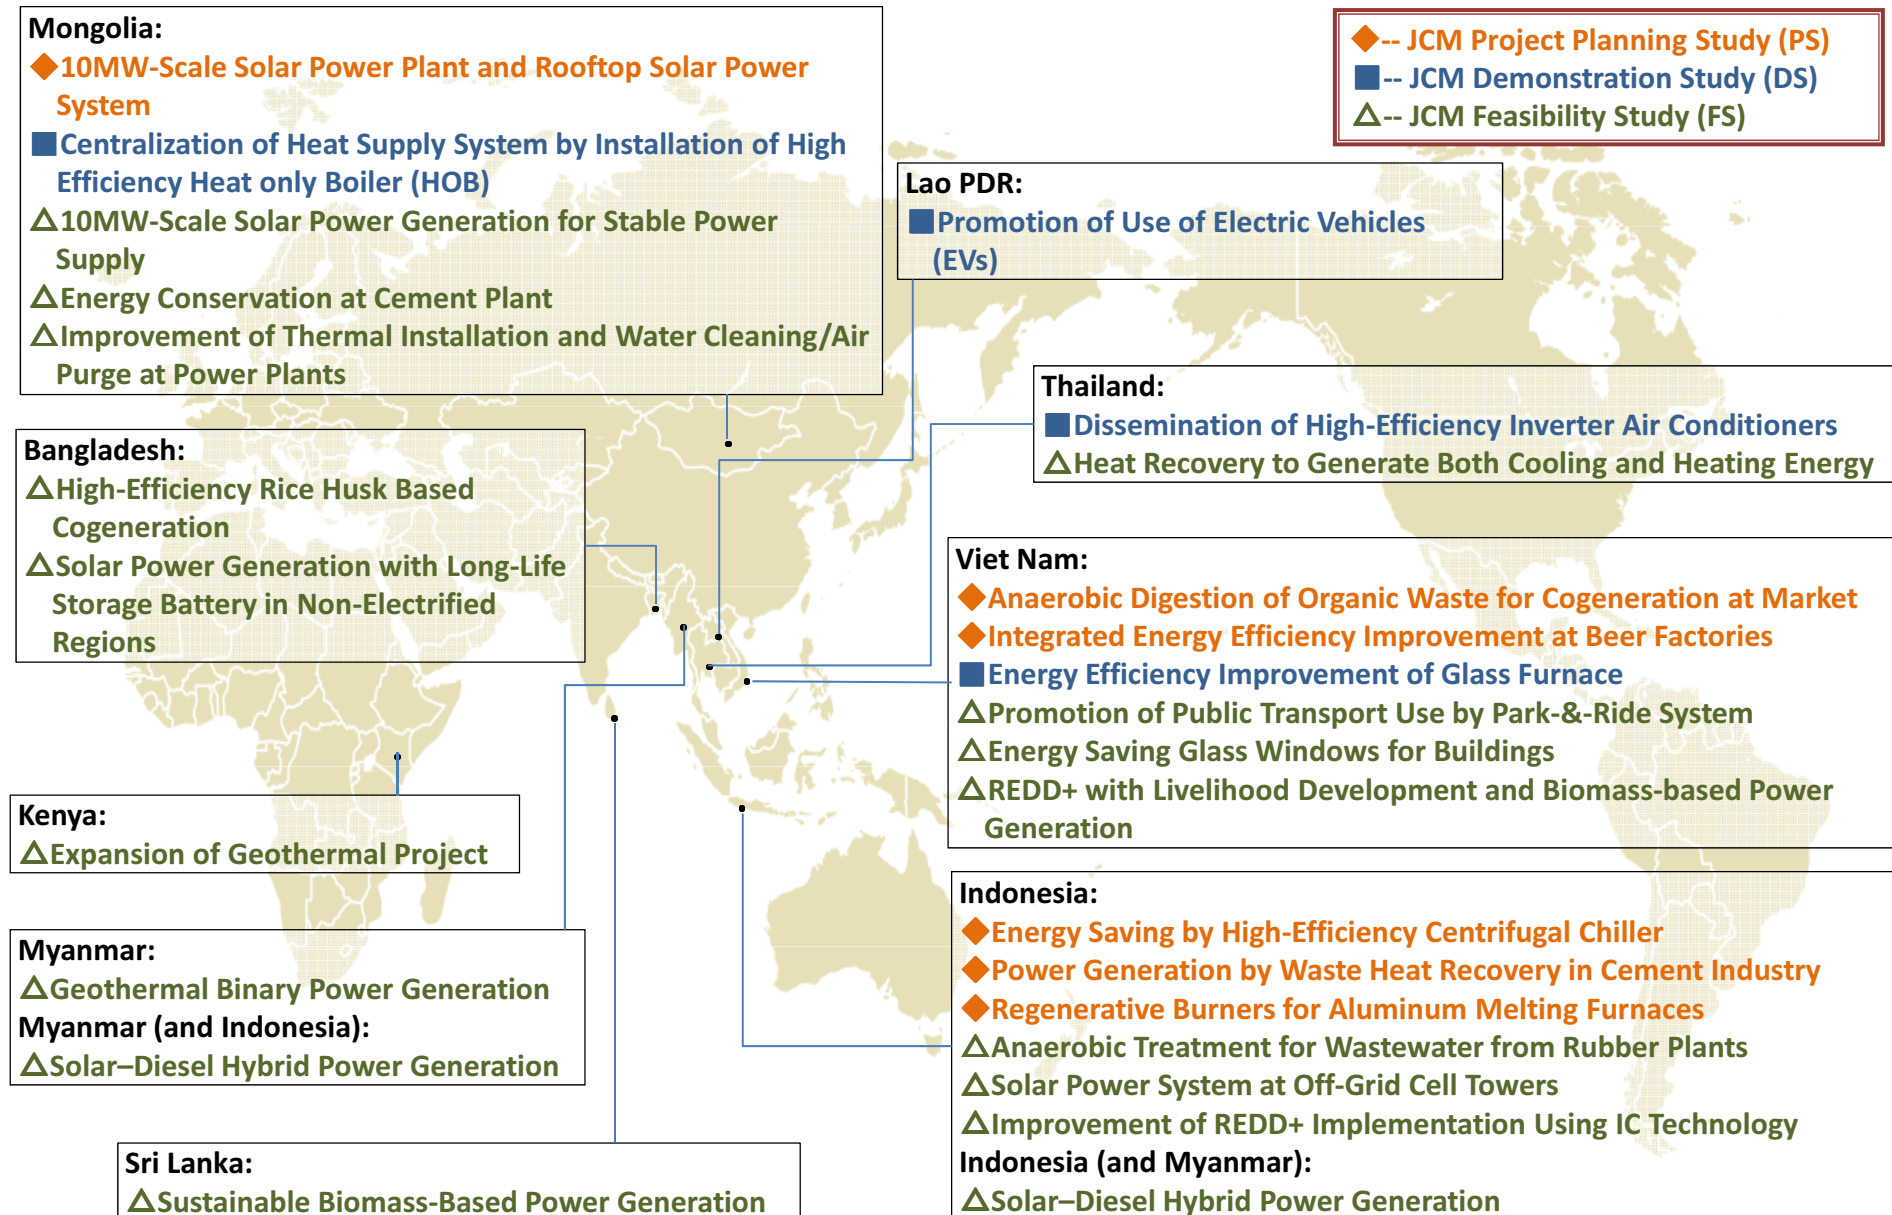 Mongolia:
◆10MW-Scale Solar Power Plant and Rooftop Solar Power
System
■Centralization of Heat Supply System by Installation of High
Efficiency Heat only Boiler (HOB)
△10MW-Scale Solar Power Generation for Stable Power
Supply
△Energy Conservation at Cement Plant
△Improvement of Thermal Installation and Water Cleaning/Air
Purge at Power Plants
◆-- JCM Project Planning Study (PS)
■-- JCM Demonstration Study (DS)
△-- JCM Feasibility Study (FS)
Lao PDR:
■Promotion of Use of Electric Vehicles
(EVs)
Thailand:
■Dissemination of High-Efficiency Inverter Air Conditioners
△Heat Recovery to Generate Both Cooling and Heating Energy
Bangladesh:
△High-Efficiency Rice Husk Based
Cogeneration
△Solar Power Generation with Long-Life
Storage Battery in Non-Electrified
Regions
Viet Nam:
◆Anaerobic Digestion of Organic Waste for Cogeneration at Market
◆Integrated Energy Efficiency Improvement at Beer Factories
■Energy Efficiency Improvement of Glass Furnace
△Promotion of Public Transport Use by Park-&-Ride System
△Energy Saving Glass Windows for Buildings
△REDD+ with Livelihood Development and Biomass-based Power
Generation
Kenya:
△Expansion of Geothermal Project
Myanmar:
△Geothermal Binary Power Generation
Myanmar (and Indonesia):
△Solar–Diesel Hybrid Power Generation
Indonesia:
◆Energy Saving by High-Efficiency Centrifugal Chiller
◆Power Generation by Waste Heat Recovery in Cement Industry
◆Regenerative Burners for Aluminum Melting Furnaces
△Anaerobic Treatment for Wastewater from Rubber Plants
△Solar Power System at Off-Grid Cell Towers
△Improvement of REDD+ Implementation Using IC Technology
Indonesia (and Myanmar):
△Solar–Diesel Hybrid Power Generation
Sri Lanka:
△Sustainable Biomass-Based Power Generation